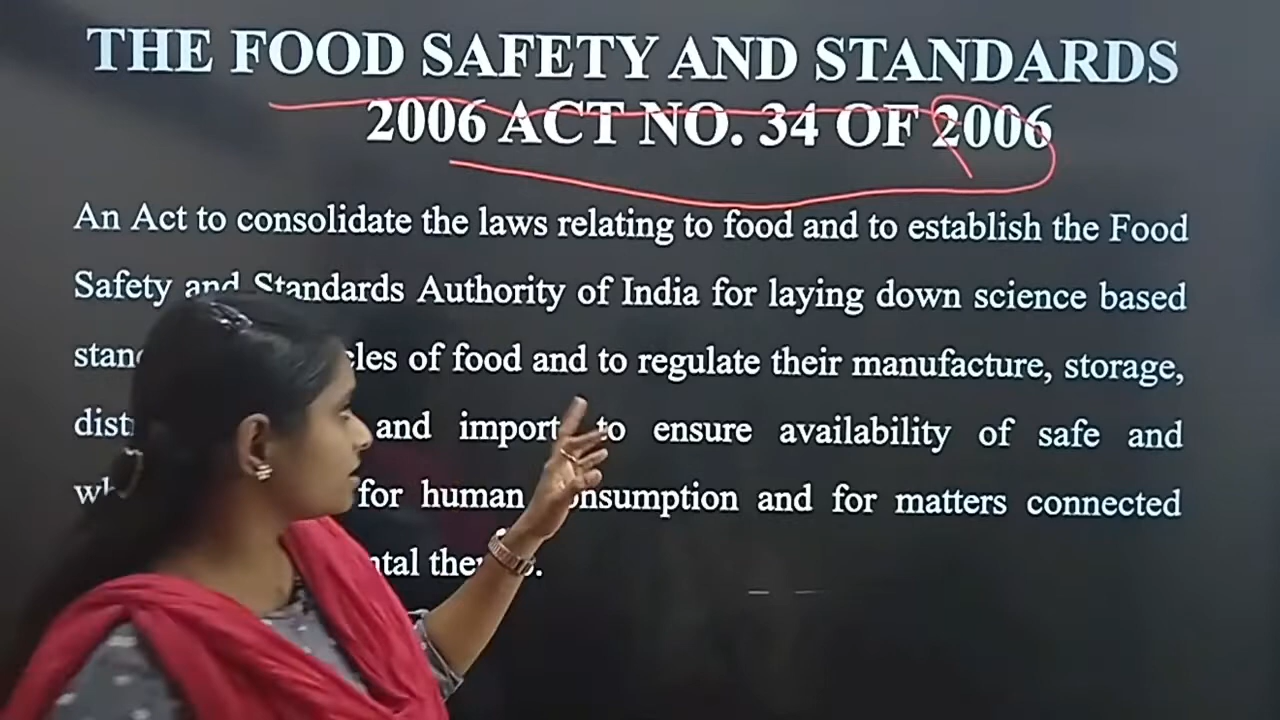 THE FOOD SAFETY AND STANDARDS
2006 ACT NO. 34 OF 2006
An Act to consolidate the laws relating to food and to establish the Food
Safety and Standards Authority of India for laying down science based
of food and to regulate their manufacture, storage,
and import to ensure availability of safe and
for human consumption and for matters connected